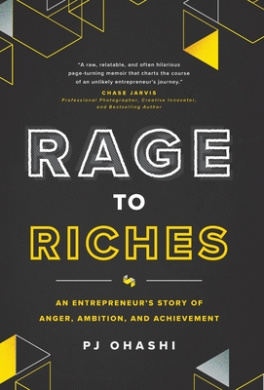 "A raw, relatable, and often hilarious
page-turning memoir that charts the course
of an unlikely entrepreneur's journey."
CHASE JARVIS
Professional Photographer, Creative Innovator,
and Bestselling Author
RAGE
TO
RICHES
AN ENTREPRENEUR'S STORY OF
ANGER, AMBITION, AND ACHIEVEMENT
PJ OHASHI